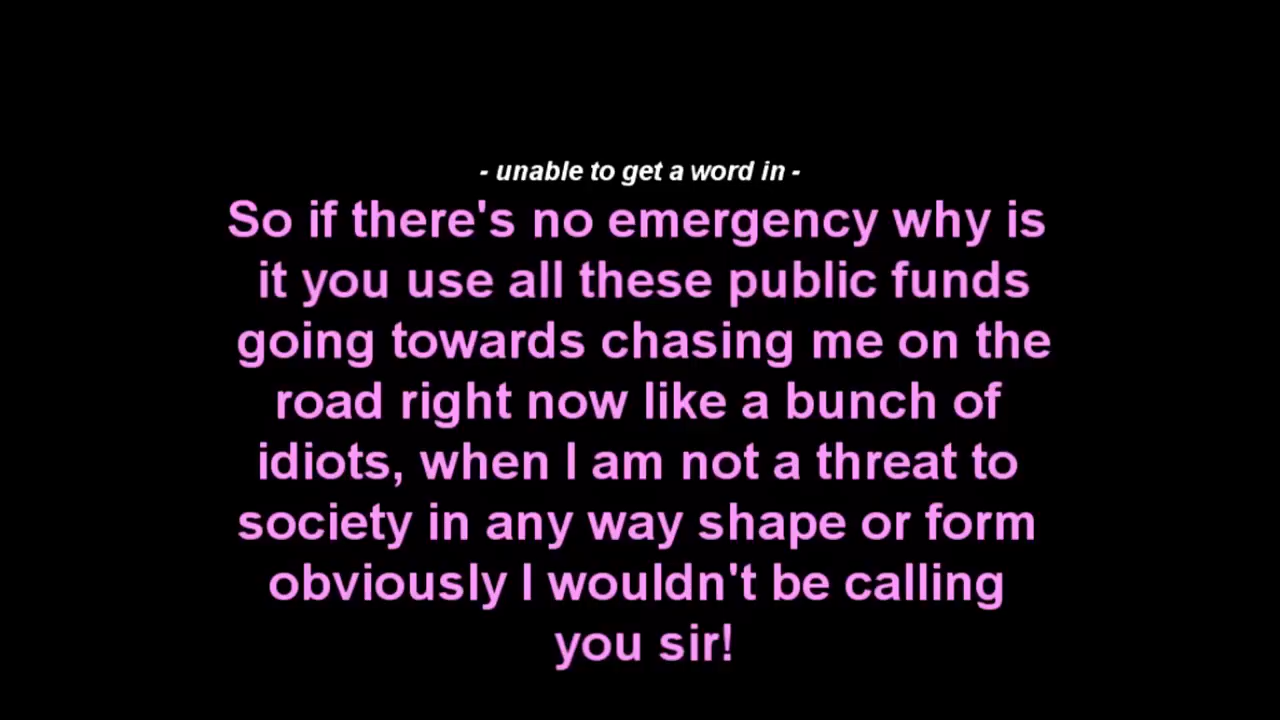 - unable to get a word in -
So if there's no emergency why is
it you use all these public funds
going towards chasing me on the
road right now like a bunch of
idiots, when I am not a threat to
society in any way shape or form
obviously I wouldn't be calling
you sir!